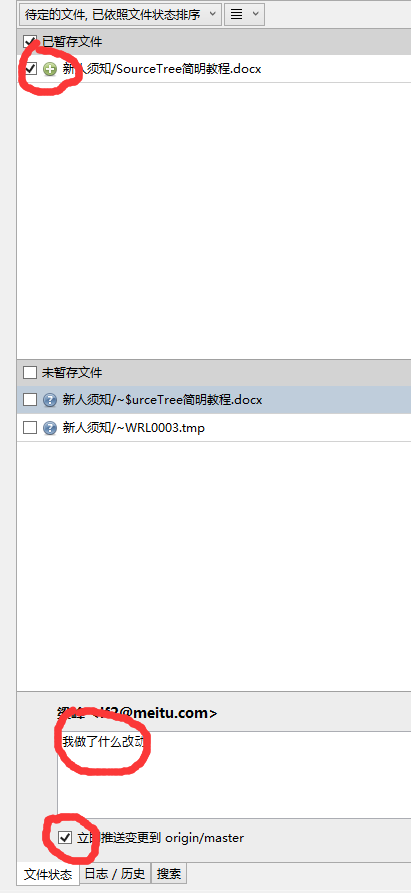 待定的文件, 已依照文件状态排序
已暂存文件
新人须知/SourceTree简明教程.docx
未暂存文件
新人须知/~$urceTree简明教程.docx
新人须知/~WRL0003.tmp
@meitu.com>
我做了什么改动
立即推送变更到 origin/master
文件状态 日志 / 历史 搜索